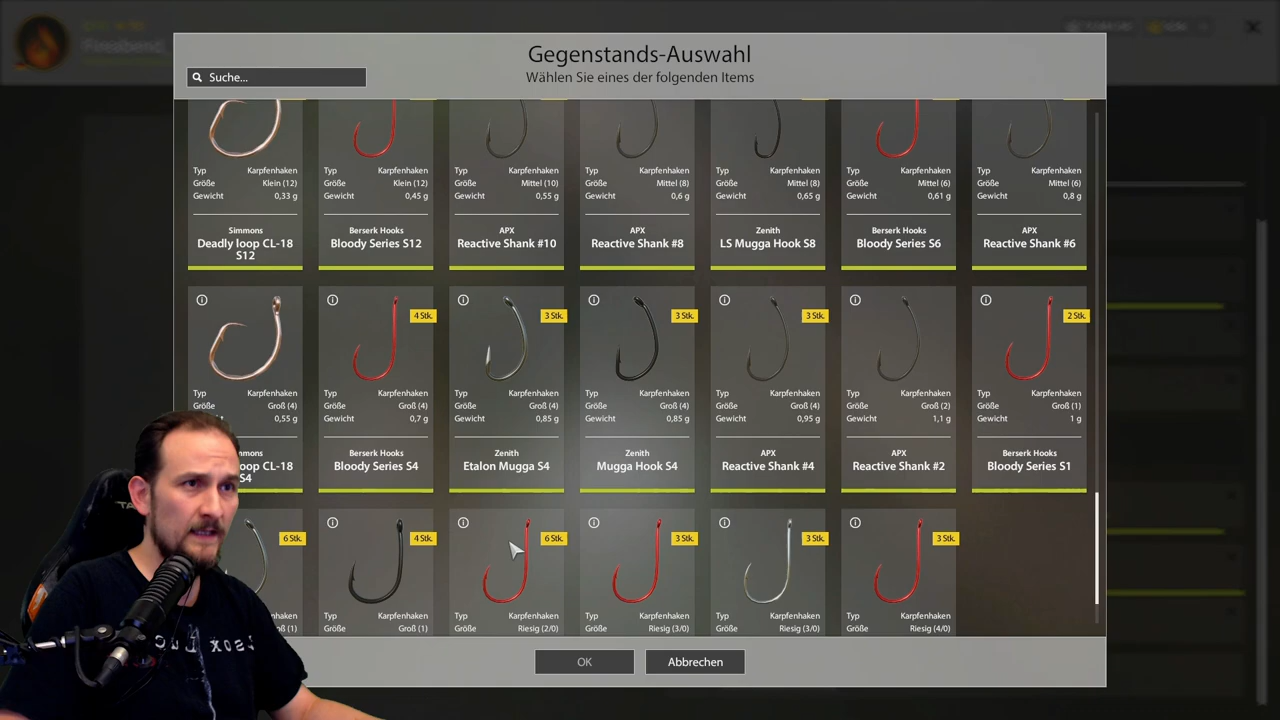 Gegenstands-Auswahl
Suche...
Wählen Sie eines der folgenden Items
Typ Karpfenhaken
Größe Klein (12)
Gewicht 0,33 g
Simmons
Deadly loop CL-18
S12
Typ Karpfenhaken
Größe Klein (12)
Gewicht 0,45 g
Berserk Hooks
Bloody Series S12
Typ Karpfenhaken
Größe Mittel (10)
Gewicht 0,55 g
APX
Reactive Shank #10
Typ Karpfenhaken
Größe Mittel (8)
Gewicht 0,6 g
APX
Reactive Shank #8
Typ Karpfenhaken
Größe Mittel (8)
Gewicht 0,65 g
Zenith
LS Mugga Hook S8
Typ Karpfenhaken
Größe Mittel (6)
Gewicht 0,61 g
Berserk Hooks
Bloody Series S6
Typ Karpfenhaken
Größe Mittel (6)
Gewicht 0,8 g
APX
Reactive Shank #6
Typ Karpfenhaken
Größe Groß (4)
0,55 g
CL-18
S4
4 Stk.
Typ Karpfenhaken
Größe Groß (4)
Gewicht 0,7 g
Berserk Hooks
Bloody Series S4
3 Stk.
Typ Karpfenhaken
Größe Groß (4)
Gewicht 0,85 g
Zenith
Etalon Mugga S4
3 Stk.
Typ Karpfenhaken
Größe Groß (4)
Gewicht 0,85 g
Zenith
Mugga Hook S4
3 Stk.
Typ Karpfenhaken
Größe Groß (4)
Gewicht 0,95 g
APX
Reactive Shank #4
Typ Karpfenhaken
Größe Groß (2)
Gewicht 1,1 g
APX
Reactive Shank #2
2 Stk.
Typ Karpfenhaken
Größe Groß (1)
Gewicht 1 g
Berserk Hooks
Bloody Series S1
6 Stk.
4 Stk.
Typ Karpfenhaken
Größe Groß (1)
6 Stk.
Typ Karpfenhaken
Größe Riesig (2/0)
3 Stk.
Typ Karpfenhaken
Größe Riesig (3/0)
3 Stk.
Typ Karpfenhaken
Größe Riesig (3/0)
3 Stk.
Typ Karpfenhaken
Größe Riesig (4/0)
OK
Abbrechen